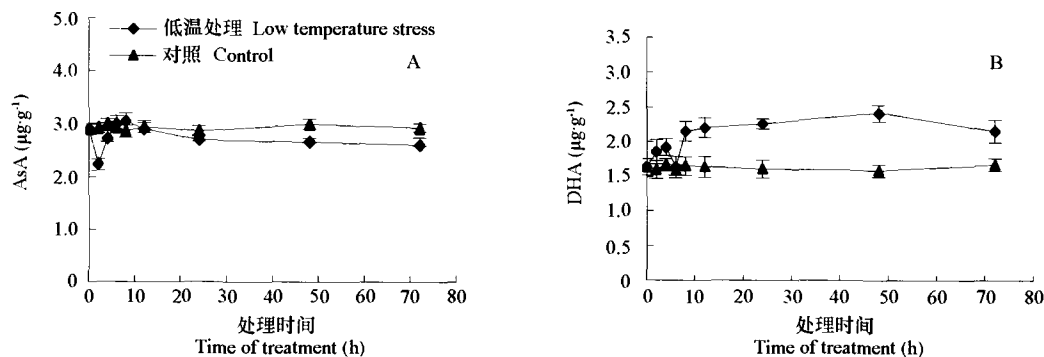 5.0
低温处理 Low temperature stress
对照 Control
A
4.0
3.0
2.0
1.0
0
AsA (μg·g⁻¹)
0 10 20 30 40 50 60 70 80
处理时间
Time of treatment (h)
3.5
B
3.0
2.5
2.0
1.5
1.0
0.5
0
DHA (μg·g⁻¹)
0 10 20 30 40 50 60 70 80
处理时间
Time of treatment (h)